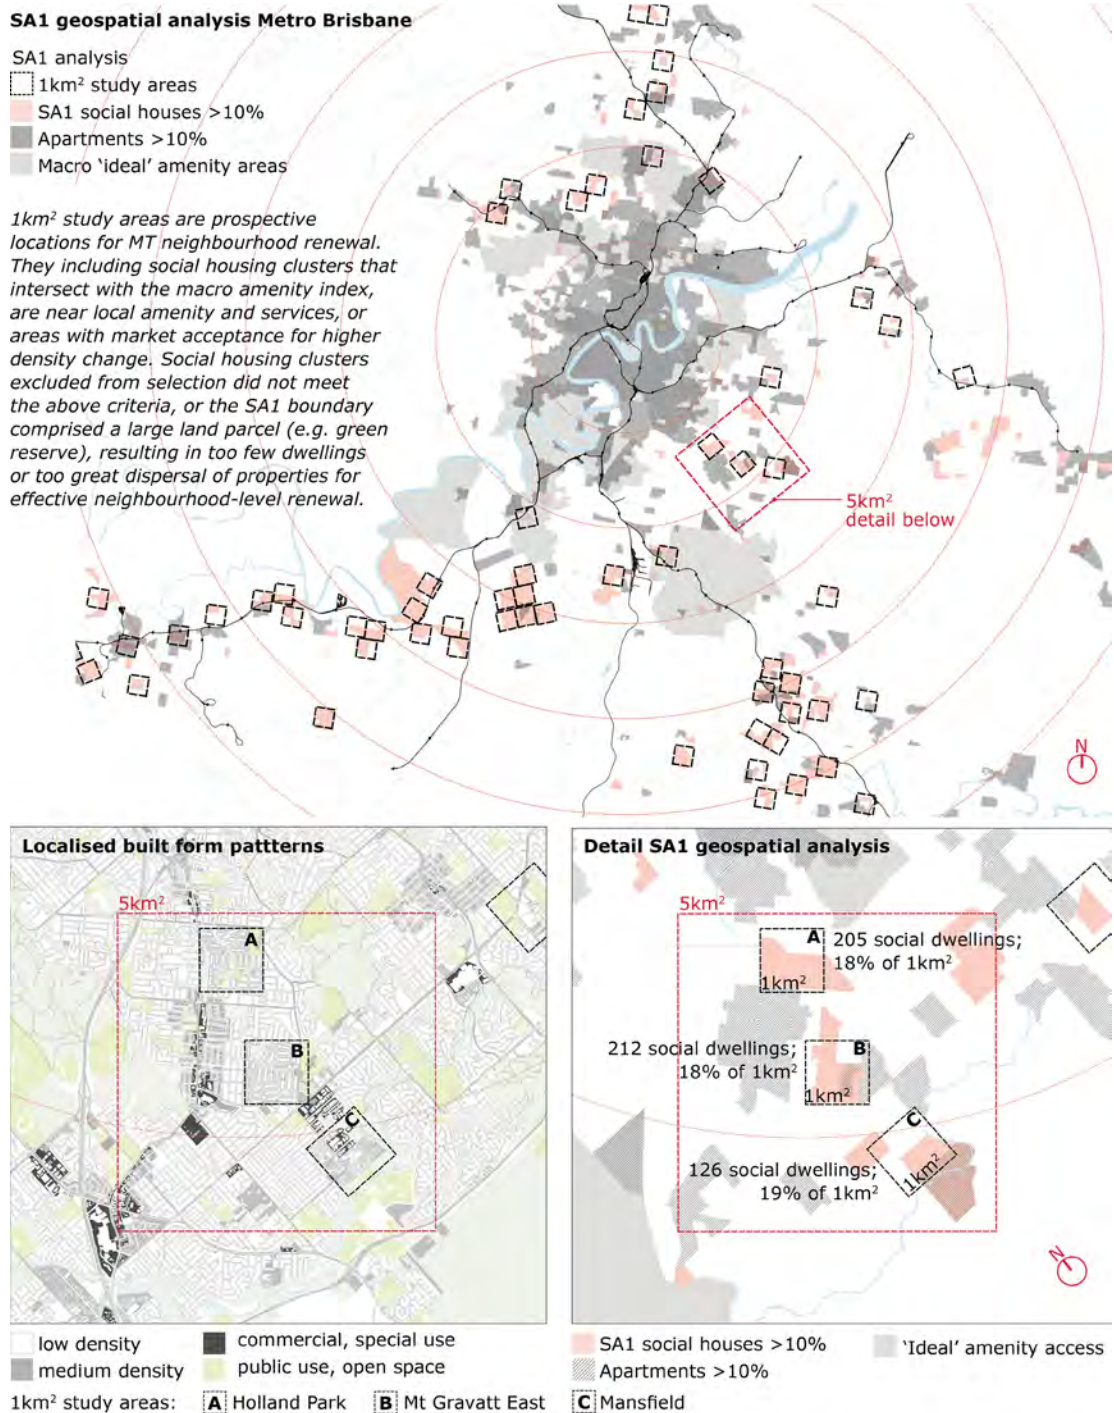 SA1 geospatial analysis Metro Brisbane
SA1 analysis
1km² study areas
SA1 social houses >10%
Apartments >10%
Macro ‘ideal’ amenity areas
1km² study areas are prospective
locations for MT neighbourhood renewal.
They including social housing clusters that
intersect with the macro amenity index,
are near local amenity and services, or
areas with market acceptance for higher
density change. Social housing clusters
excluded from selection did not meet
the above criteria, or the SA1 boundary
comprised a large land parcel (e.g. green
reserve), resulting in too few dwellings
or too great dispersal of properties for
effective neighbourhood-level renewal.
5km²
detail below
N
Localised built form pattterns
5km²
A
B
C
Detail SA1 geospatial analysis
5km²
A
205 social dwellings;
18% of 1km²
1km²
212 social dwellings;
18% of 1km²
B
1km²
C
126 social dwellings;
19% of 1km²
1km²
N
low density
medium density
commercial, special use
public use, open space
SA1 social houses >10%
Apartments >10%
‘Ideal’ amenity access
1km² study areas: A Holland Park B Mt Gravatt East C Mansfield